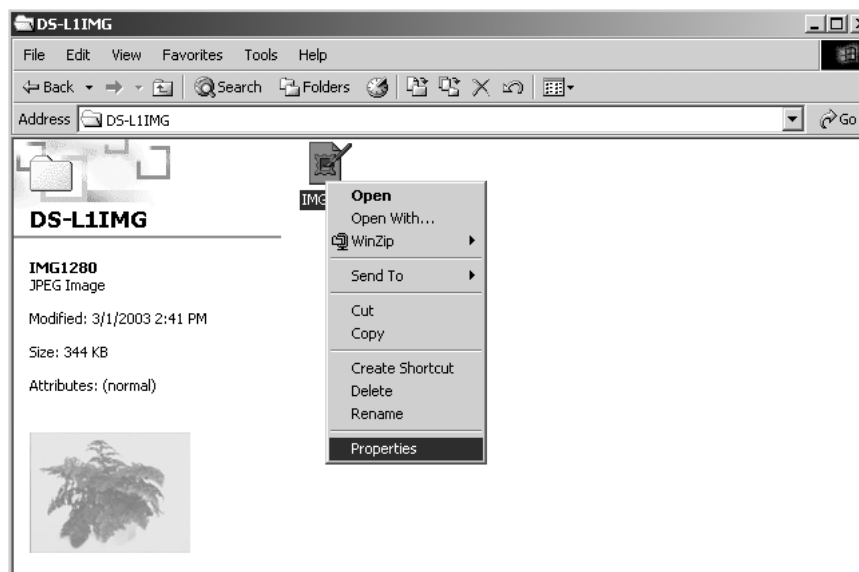 DS-L1IMG
File Edit View Favorites Tools Help
Back Search Folders
Address DS-L1IMG Go
DS-L1IMG
IMG1280
JPEG Image
Modified: 3/1/2003 2:41 PM
Size: 344 KB
Attributes: (normal)
IMG
Open
Open With...
WinZip
Send To
Cut
Copy
Create Shortcut
Delete
Rename
Properties